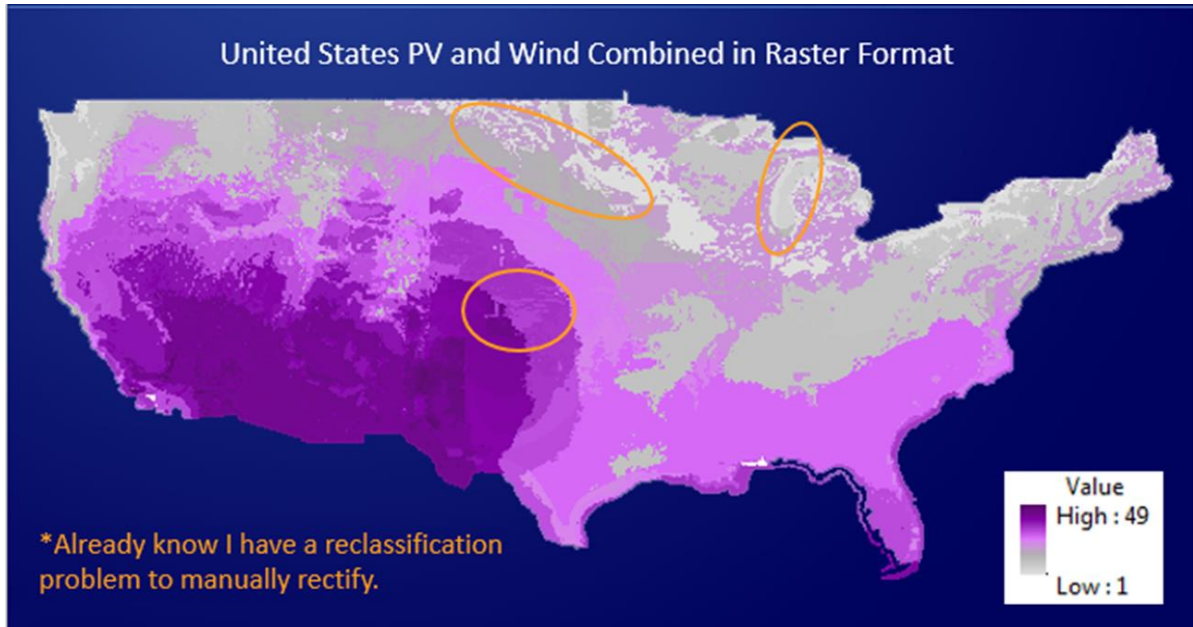 United States PV and Wind Combined in Raster Format
*Already know I have a reclassification
problem to manually rectify.
Value
High : 49
Low : 1